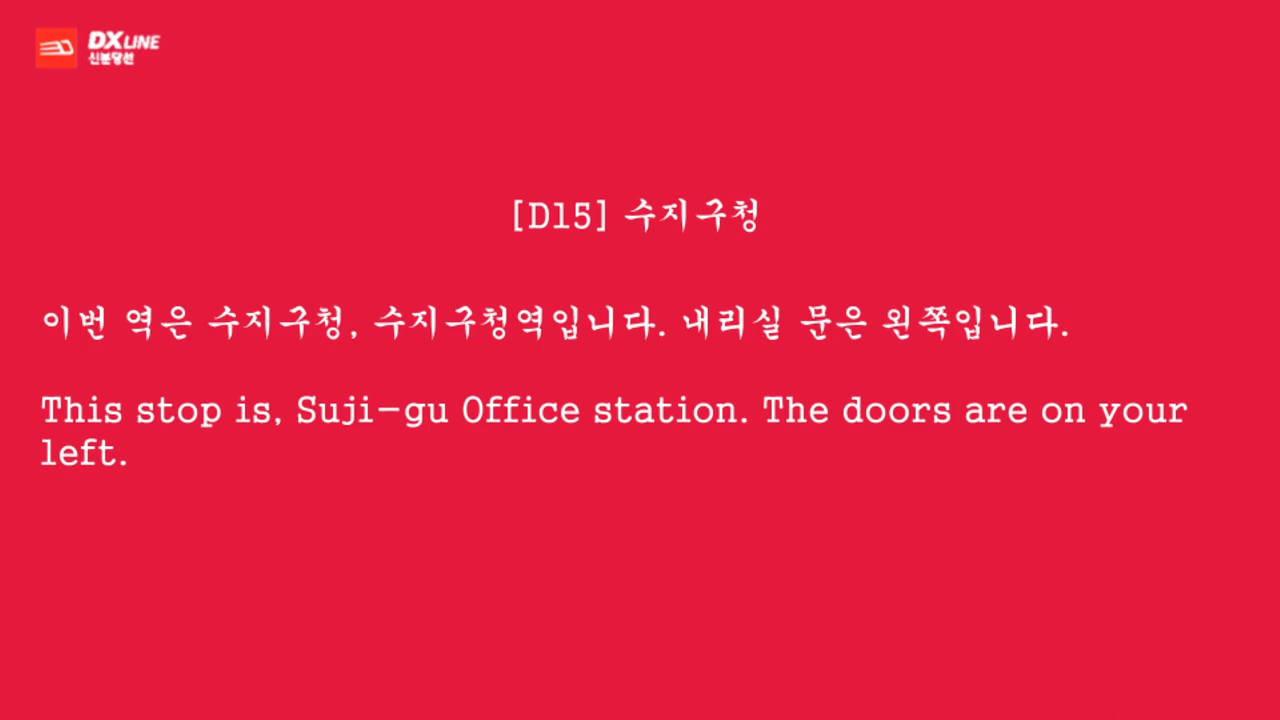 DX LINE
신분당선
[D15] 수지구청
이번 역은 수지구청, 수지구청역입니다. 내리실 문은 왼쪽입니다.
This stop is, Suji-gu Office station. The doors are on your
left.